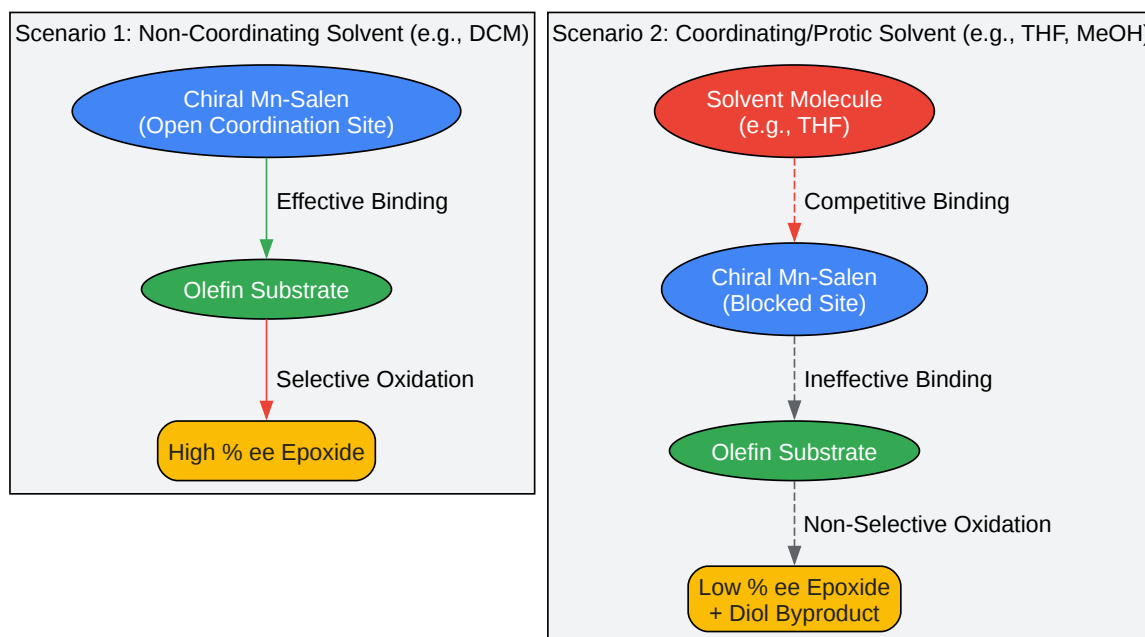 Scenario 1: Non-Coordinating Solvent (e.g., DCM)
Chiral Mn-Salen
(Open Coordination Site)
Effective Binding
Olefin Substrate
Selective Oxidation
High % ee Epoxide
Scenario 2: Coordinating/Protic Solvent (e.g., THF, MeOH)
Solvent Molecule
(e.g., THF)
Competitive Binding
Chiral Mn-Salen
(Blocked Site)
Ineffective Binding
Olefin Substrate
Non-Selective Oxidation
Low % ee Epoxide
+ Diol Byproduct